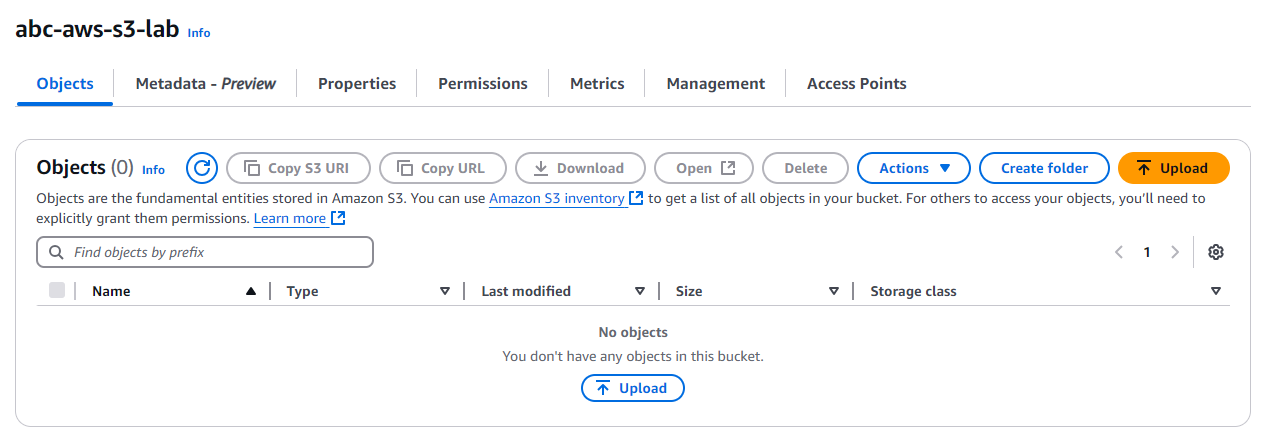 abc-aws-s3-lab Info
Objects Metadata - Preview Properties Permissions Metrics Management Access Points
Objects (0) Info Copy S3 URI Copy URL Download Open Delete Actions Create folder Upload
Objects are the fundamental entities stored in Amazon S3. You can use Amazon S3 inventory to get a list of all objects in your bucket. For others to access your objects, you'll need to
explicitly grant them permissions. Learn more
Find objects by prefix 1
Name Type Last modified Size Storage class
No objects
You don't have any objects in this bucket.
Upload